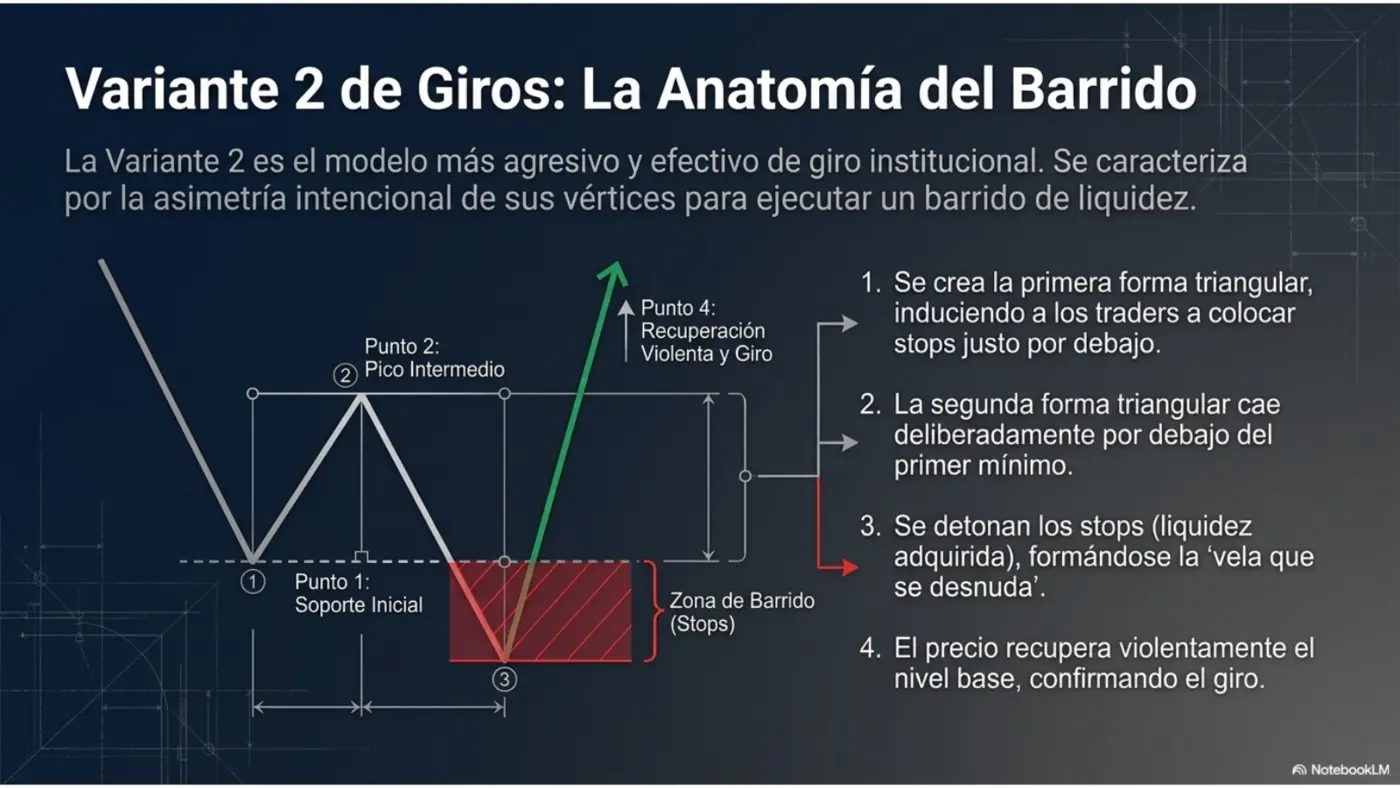 Variante 2 de Giros: La Anatomía del Barrido
La Variante 2 es el modelo más agresivo y efectivo de giro institucional. Se caracteriza
por la asimetría intencional de sus vértices para ejecutar un barrido de liquidez.
Punto 2:
2 Pico Intermedio
Punto 4:
Recuperación
Violenta y Giro
1
Punto 1:
Soporte Inicial
Zona de Barrido
(Stops)
3
1. Se crea la primera forma triangular,
induciendo a los traders a colocar
stops justo por debajo.
2. La segunda forma triangular cae
deliberadamente por debajo del
primer mínimo.
3. Se detonan los stops (liquidez
adquirida), formándose la ‘vela que
se desnuda’.
4. El precio recupera violentamente el
nivel base, confirmando el giro.
NotebookLM